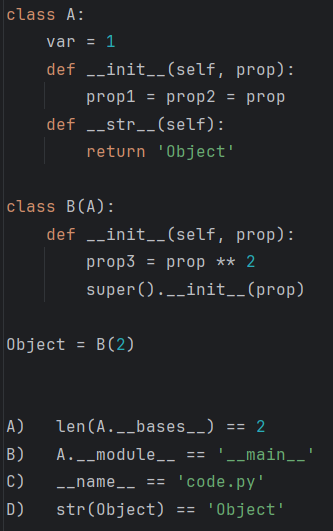 class A:
    var = 1
    def __init__(self, prop):
        prop1 = prop2 = prop
    def __str__(self):
        return 'Object'

class B(A):
    def __init__(self, prop):
        prop3 = prop ** 2
        super().__init__(prop)

Object = B(2)

A)   len(A.__bases__) == 2
B)   A.__module__ == '__main__'
C)   __name__ == 'code.py'
D)   str(Object) == 'Object'